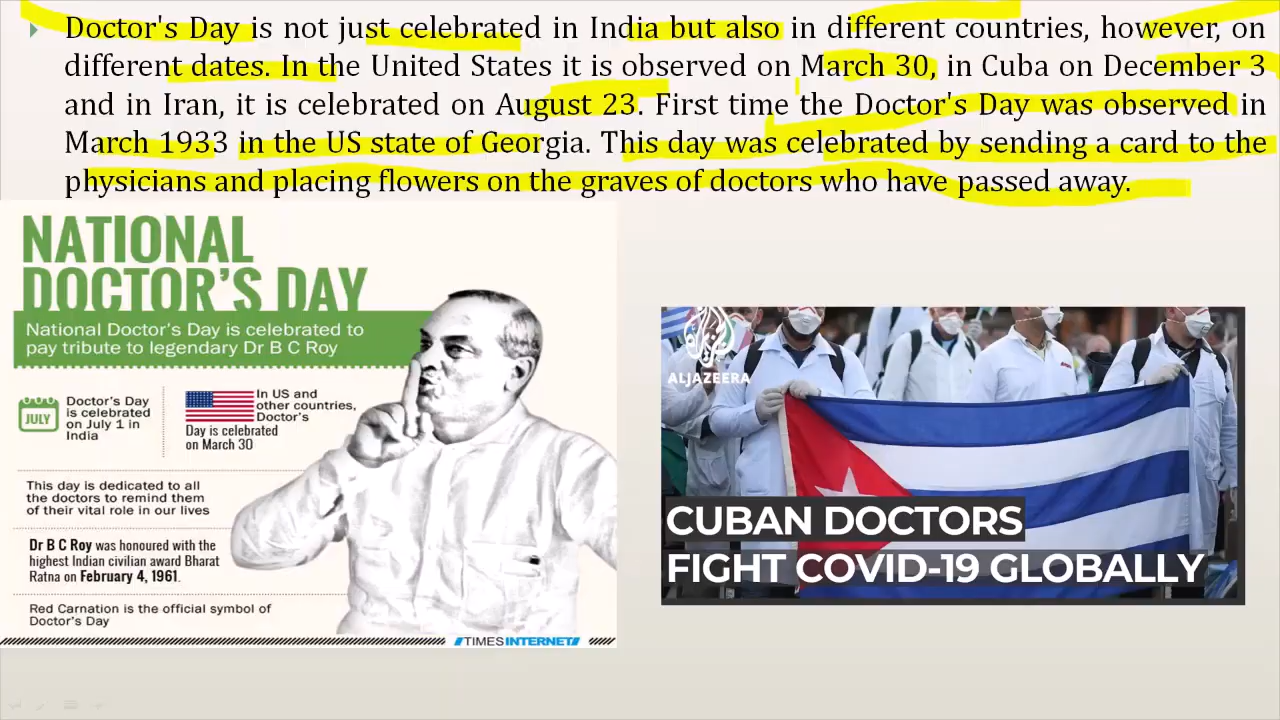 Doctor's Day is not just celebrated in India but also in different countries, however, on
different dates. In the United States it is observed on March 30, in Cuba on December 3
and in Iran, it is celebrated on August 23. First time the Doctor's Day was observed in
March 1933 in the US state of Georgia. This day was celebrated by sending a card to the
physicians and placing flowers on the graves of doctors who have passed away.
NATIONAL
DOCTOR'S DAY
National Doctor's Day is celebrated to
pay tribute to legendary Dr B C Roy
JULY
Doctor's Day
is celebrated
on July 1 in
India
In US and
other countries,
Doctor's
Day is celebrated
on March 30
This day is dedicated to all
the doctors to remind them
of their vital role in our lives
Dr B C Roy was honoured with the
highest Indian civilian award Bharat
Ratna on February 4, 1961.
Red Carnation is the official symbol of
Doctor's Day
TIMES INTERNET
ALJAZEERA
CUBAN DOCTORS
FIGHT COVID-19 GLOBALLY